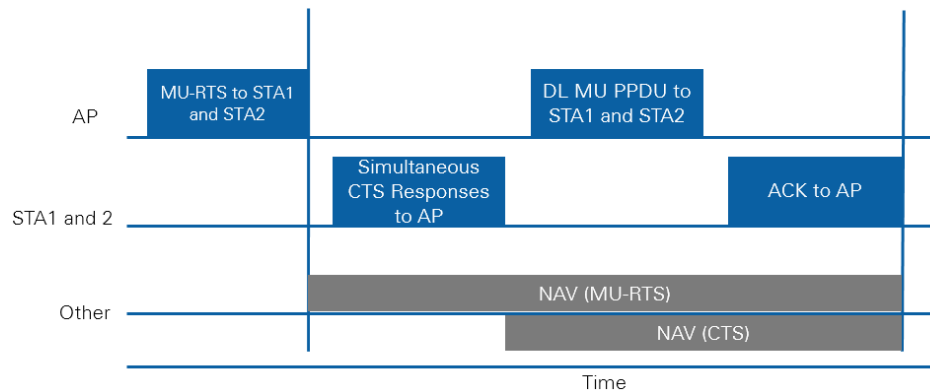 MU-RTS to STA1
and STA2
DL MU PPDU to
STA1 and STA2
AP
Simultaneous
CTS Responses
to AP
ACK to AP
STA1 and 2
NAV (MU-RTS)
Other
NAV (CTS)
Time